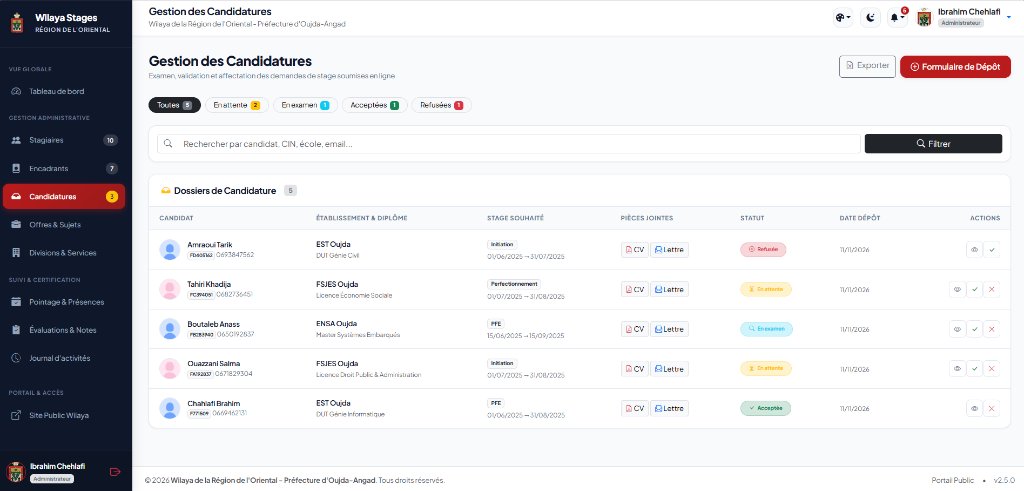 Wilaya Stages
RÉGION DE L'ORIENTAL
VUE GLOBALE
Tableau de bord
GESTION ADMINISTRATIVE
Stagiaires 10
Encadrants 7
Candidatures 3
Offres & Sujets
Divisions & Services
SUIVI & CERTIFICATION
Pointage & Présences
Évaluations & Notes
Journal d'activités
PORTAIL & ACCÈS
Site Public Wilaya
Ibrahim Chehlafi
Administrateur
Gestion des Candidatures
Wilaya de la Région de l'Oriental - Préfecture d'Oujda-Angad
6
Ibrahim Chehlafi
Administrateur
Gestion des Candidatures
Examen, validation et affectation des demandes de stage soumises en ligne.
Exporter
Formulaire de Dépôt
Toutes 5 En attente 2 En examen 1 Acceptées 1 Refusées 1
Rechercher par candidat, CIN, école, email...
Filtrer
Dossiers de Candidature 5
CANDIDAT ÉTABLISSEMENT & DIPLÔME STAGE SOUHAITÉ PIÈCES JOINTES STATUT DATE DÉPÔT ACTIONS
Amraoui Tarik EST Oujda Initiation CV Lettre Refusée 11/11/2026
0693847562 DUT Génie Civil 01/06/2025 → 31/07/2025
Tahiri Khadija FSJES Oujda Perfectionnement CV Lettre En attente 11/11/2026
FC394051 0682736451 Licence Économie Sociale 01/07/2025 → 31/08/2025
Boutaleb Anass ENSA Oujda PFE CV Lettre En examen 11/11/2026
FB283940 0650192837 Master Systèmes Embarqués 15/06/2025 → 15/09/2025
Ouazzani Salma FSJES Oujda Initiation CV Lettre En attente 11/11/2026
FA192837 0671829304 Licence Droit Public & Administration 01/07/2025 → 31/08/2025
Chahlafi Brahim EST Oujda PFE CV Lettre Acceptée 11/11/2026
F771509 0669462131 DUT Génie Informatique 01/06/2025 → 31/08/2025
© 2026 Wilaya de la Région de l'Oriental - Préfecture d'Oujda-Angad. Tous droits réservés.
Portail Public • v2.5.0